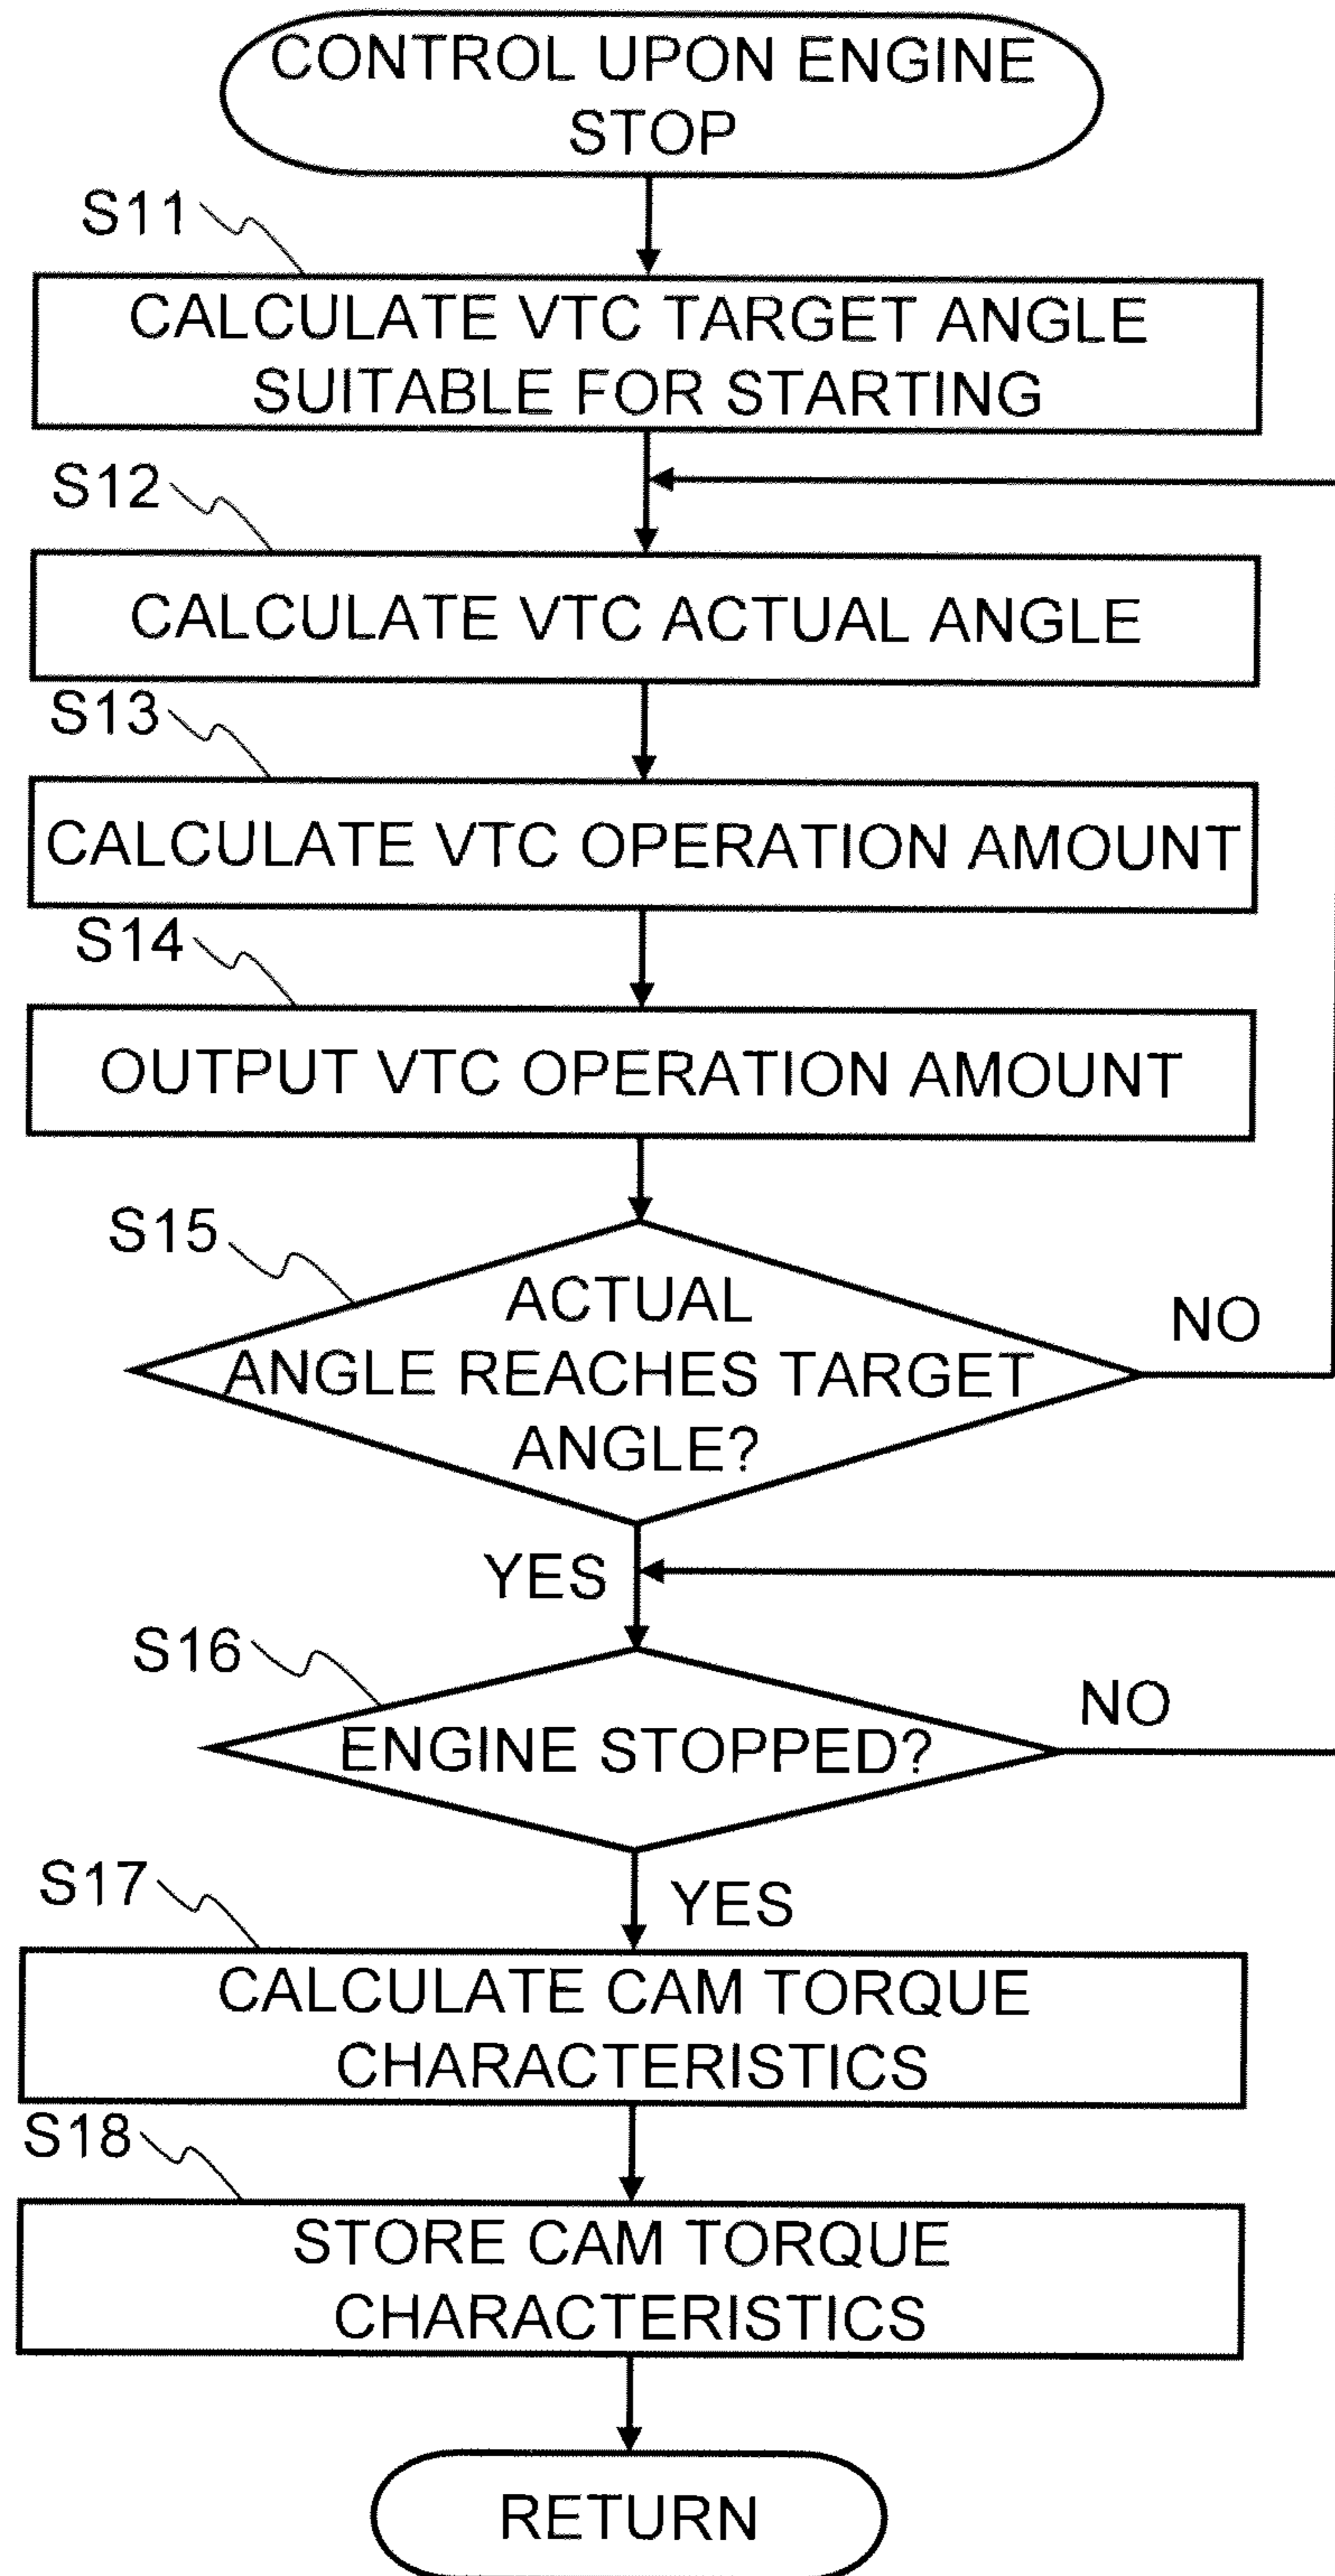 CONTROL UPON ENGINE
STOP
S11
CALCULATE VTC TARGET ANGLE
SUITABLE FOR STARTING
S12
CALCULATE VTC ACTUAL ANGLE
S13
CALCULATE VTC OPERATION AMOUNT
S14
OUTPUT VTC OPERATION AMOUNT
S15
ACTUAL
ANGLE REACHES TARGET
ANGLE?
NO
YES
S16
ENGINE STOPPED?
NO
YES
S17
CALCULATE CAM TORQUE
CHARACTERISTICS
S18
STORE CAM TORQUE
CHARACTERISTICS
RETURN